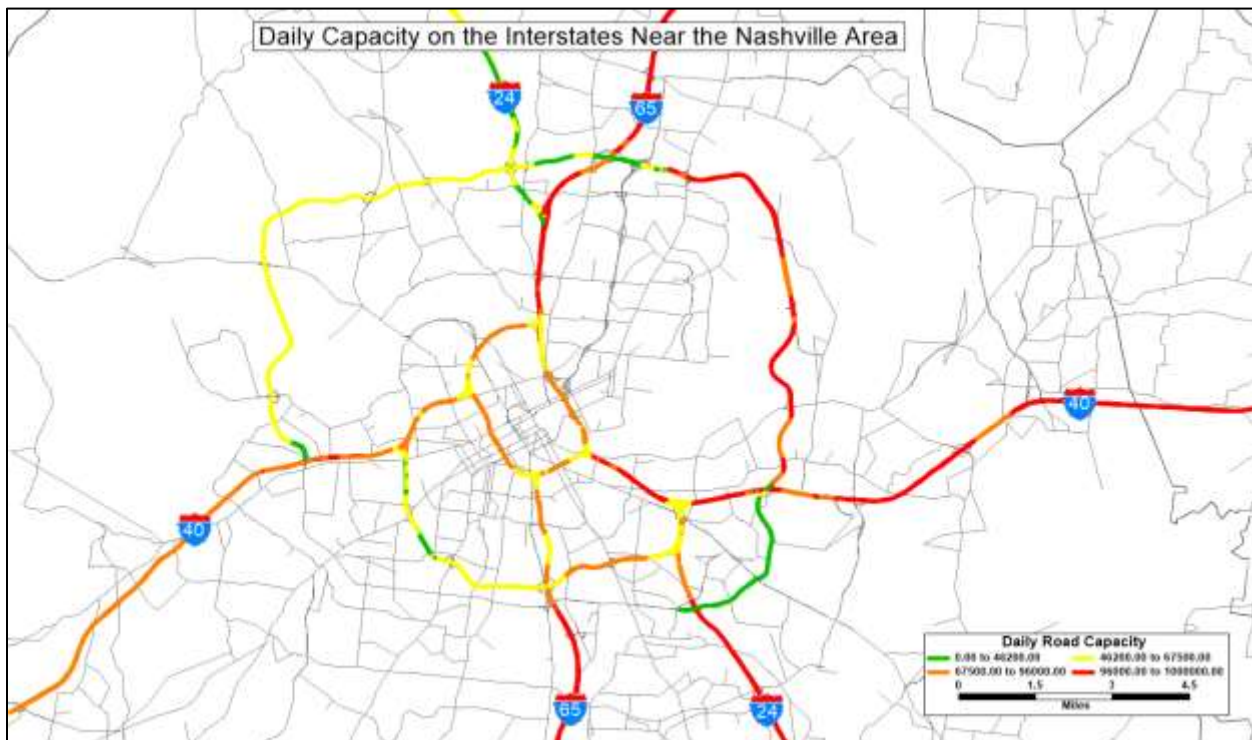 Daily Capacity on the Interstates Near the Nashville Area
24
65
40
40
65
24
Daily Road Capacity
0.00 to 46200.00 46200.00 to 67500.00
67500.00 to 96000.00 96000.00 to 1000000.00
0 1.5 3 4.5
Miles